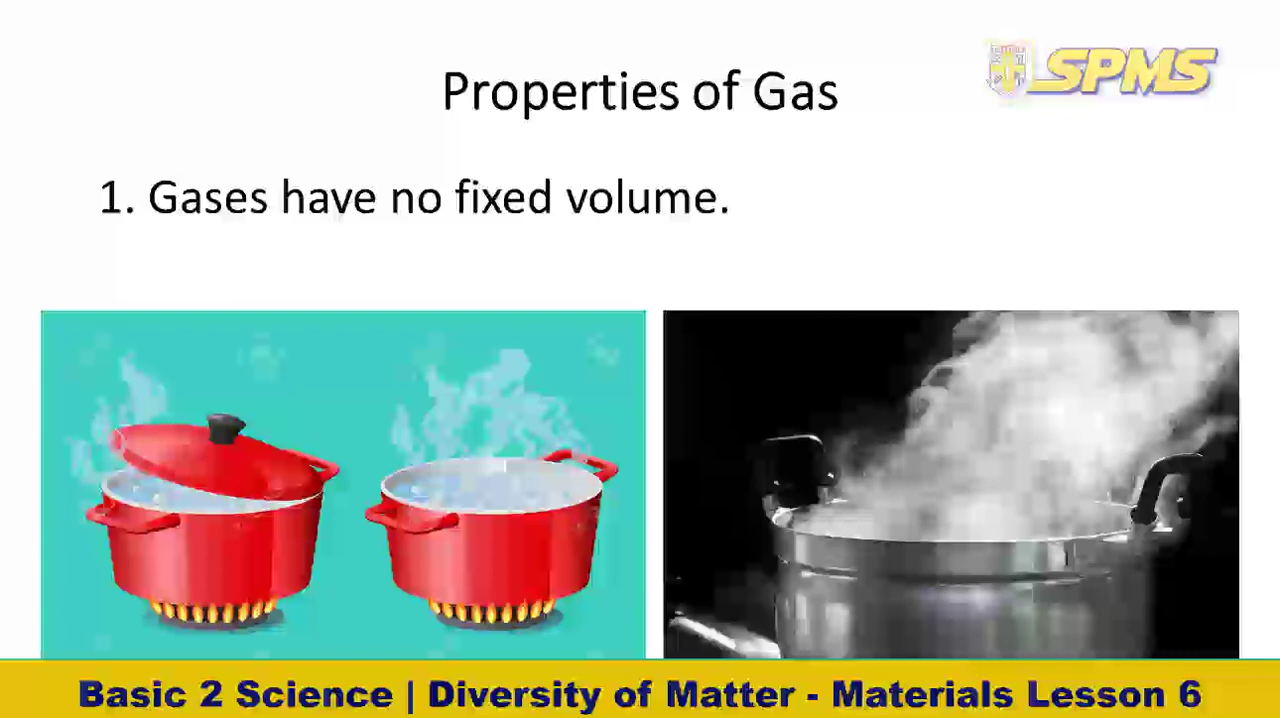 Properties of Gas
SPMS
1. Gases have no fixed volume.
Basic 2 Science | Diversity of Matter - Materials Lesson 6